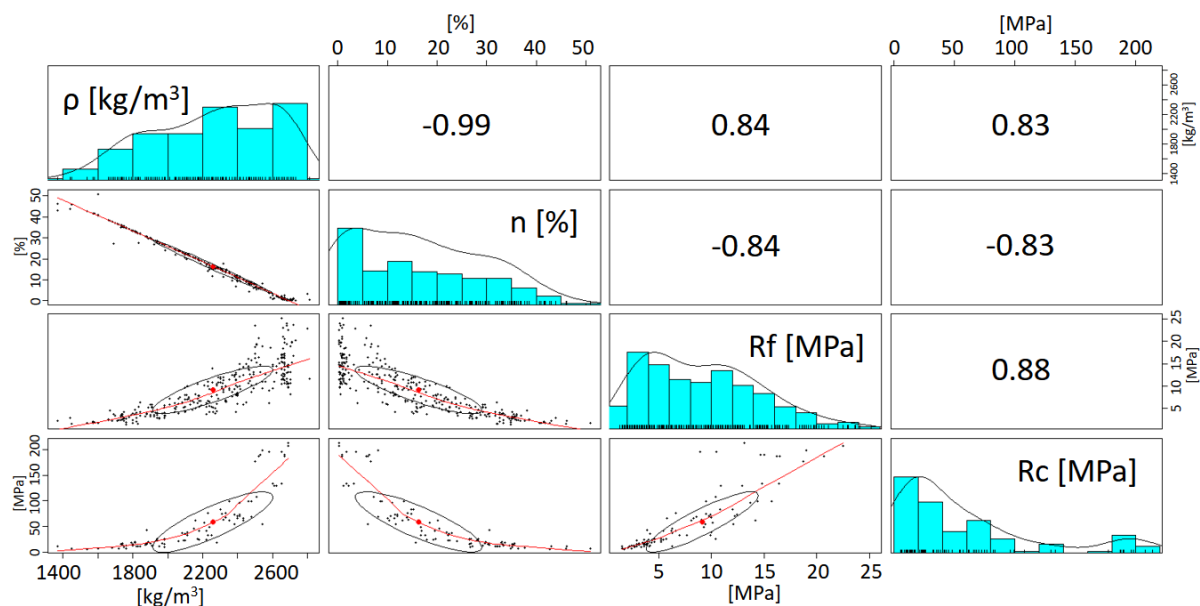 [%]
[MPa]
0 10 20 30 40 50
0 50 100 150 200
ρ [kg/m³]
-0.99
0.84
0.83
1400 1800 2200 2600
[kg/m³]
0 10 20 30 40 50
[%]
n [%]
-0.84
-0.83
Rf [MPa]
0.88
5 10 15 20 25
[MPa]
0 50 100 150 200
[MPa]
Rc [MPa]
1400 1800 2200 2600
[kg/m³]
5 10 15 20 25
[MPa]